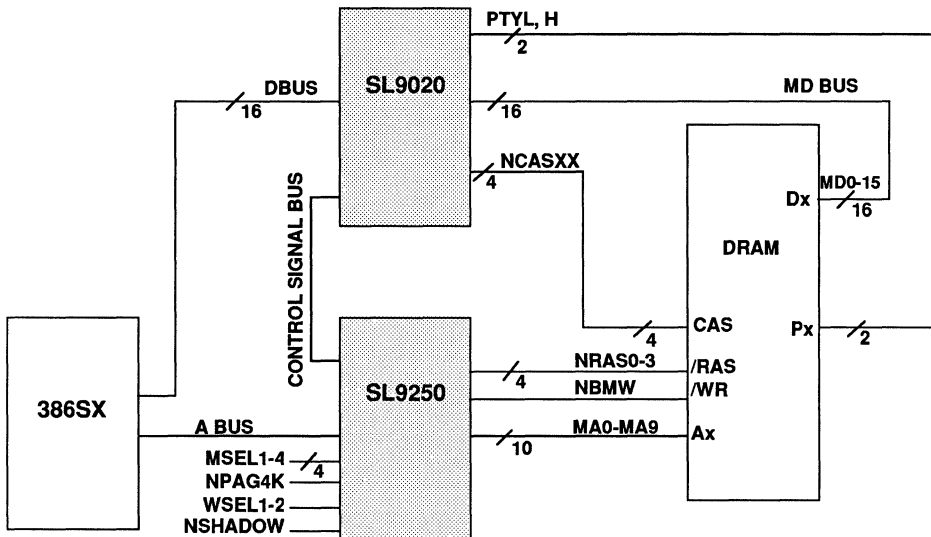 PTYL, H
2
SL9020
DBUS
16
16
MD BUS
NCASXX
4
MD0-15
Dx
16
CONTROL SIGNAL BUS
DRAM
CAS
4
Px
2
NRAS0-3
4
/RAS
NBMW
/WR
SL9250
386SX
A BUS
MA0-MA9
10
Ax
MSEL1-4
4
NPAG4K
WSEL1-2
NSHADOW